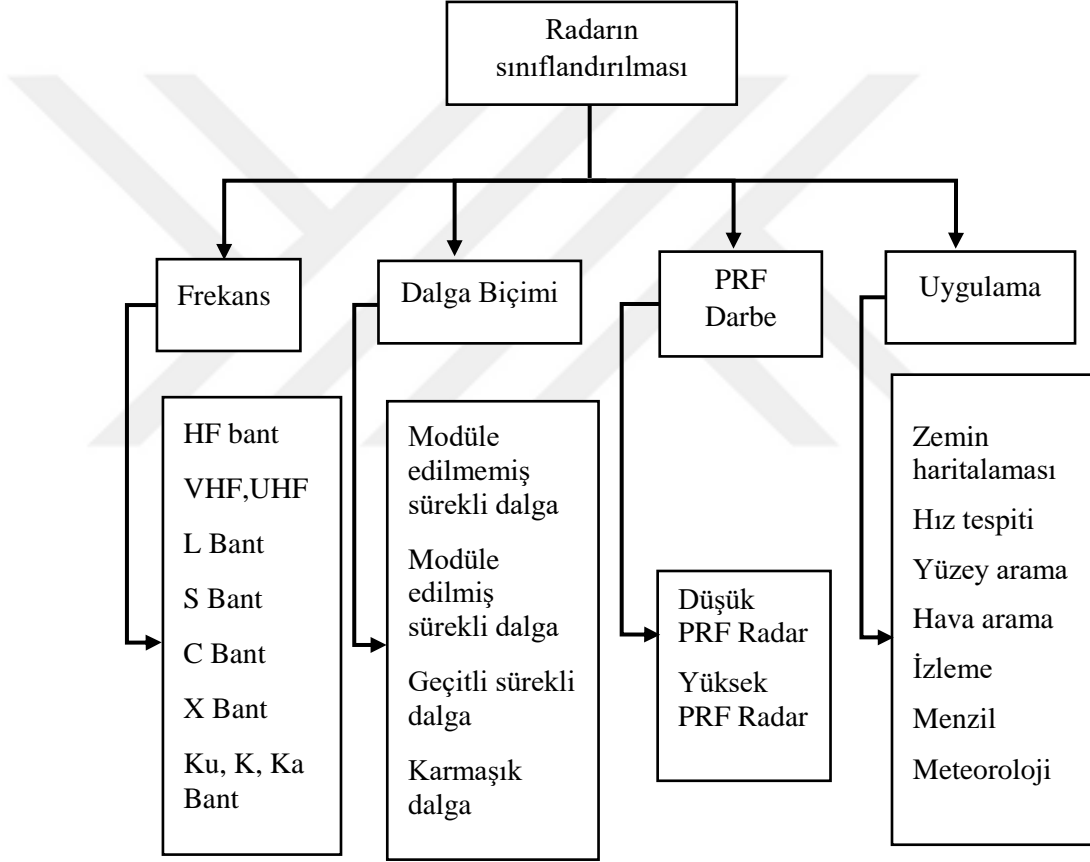 Radarın
sınıflandırılması
Frekans
Dalga Biçimi
PRF
Darbe
Uygulama
HF bant
VHF,UHF
L Bant
S Bant
C Bant
X Bant
Ku, K, Ka
Bant
Modüle
edilmemiş
sürekli dalga
Modüle
edilmiş
sürekli dalga
Geçitli sürekli
dalga
Karmaşık
dalga
Düşük
PRF Radar
Yüksek
PRF Radar
Zemin
haritalaması
Hız tespiti
Yüzey arama
Hava arama
İzleme
Menzil
Meteoroloji